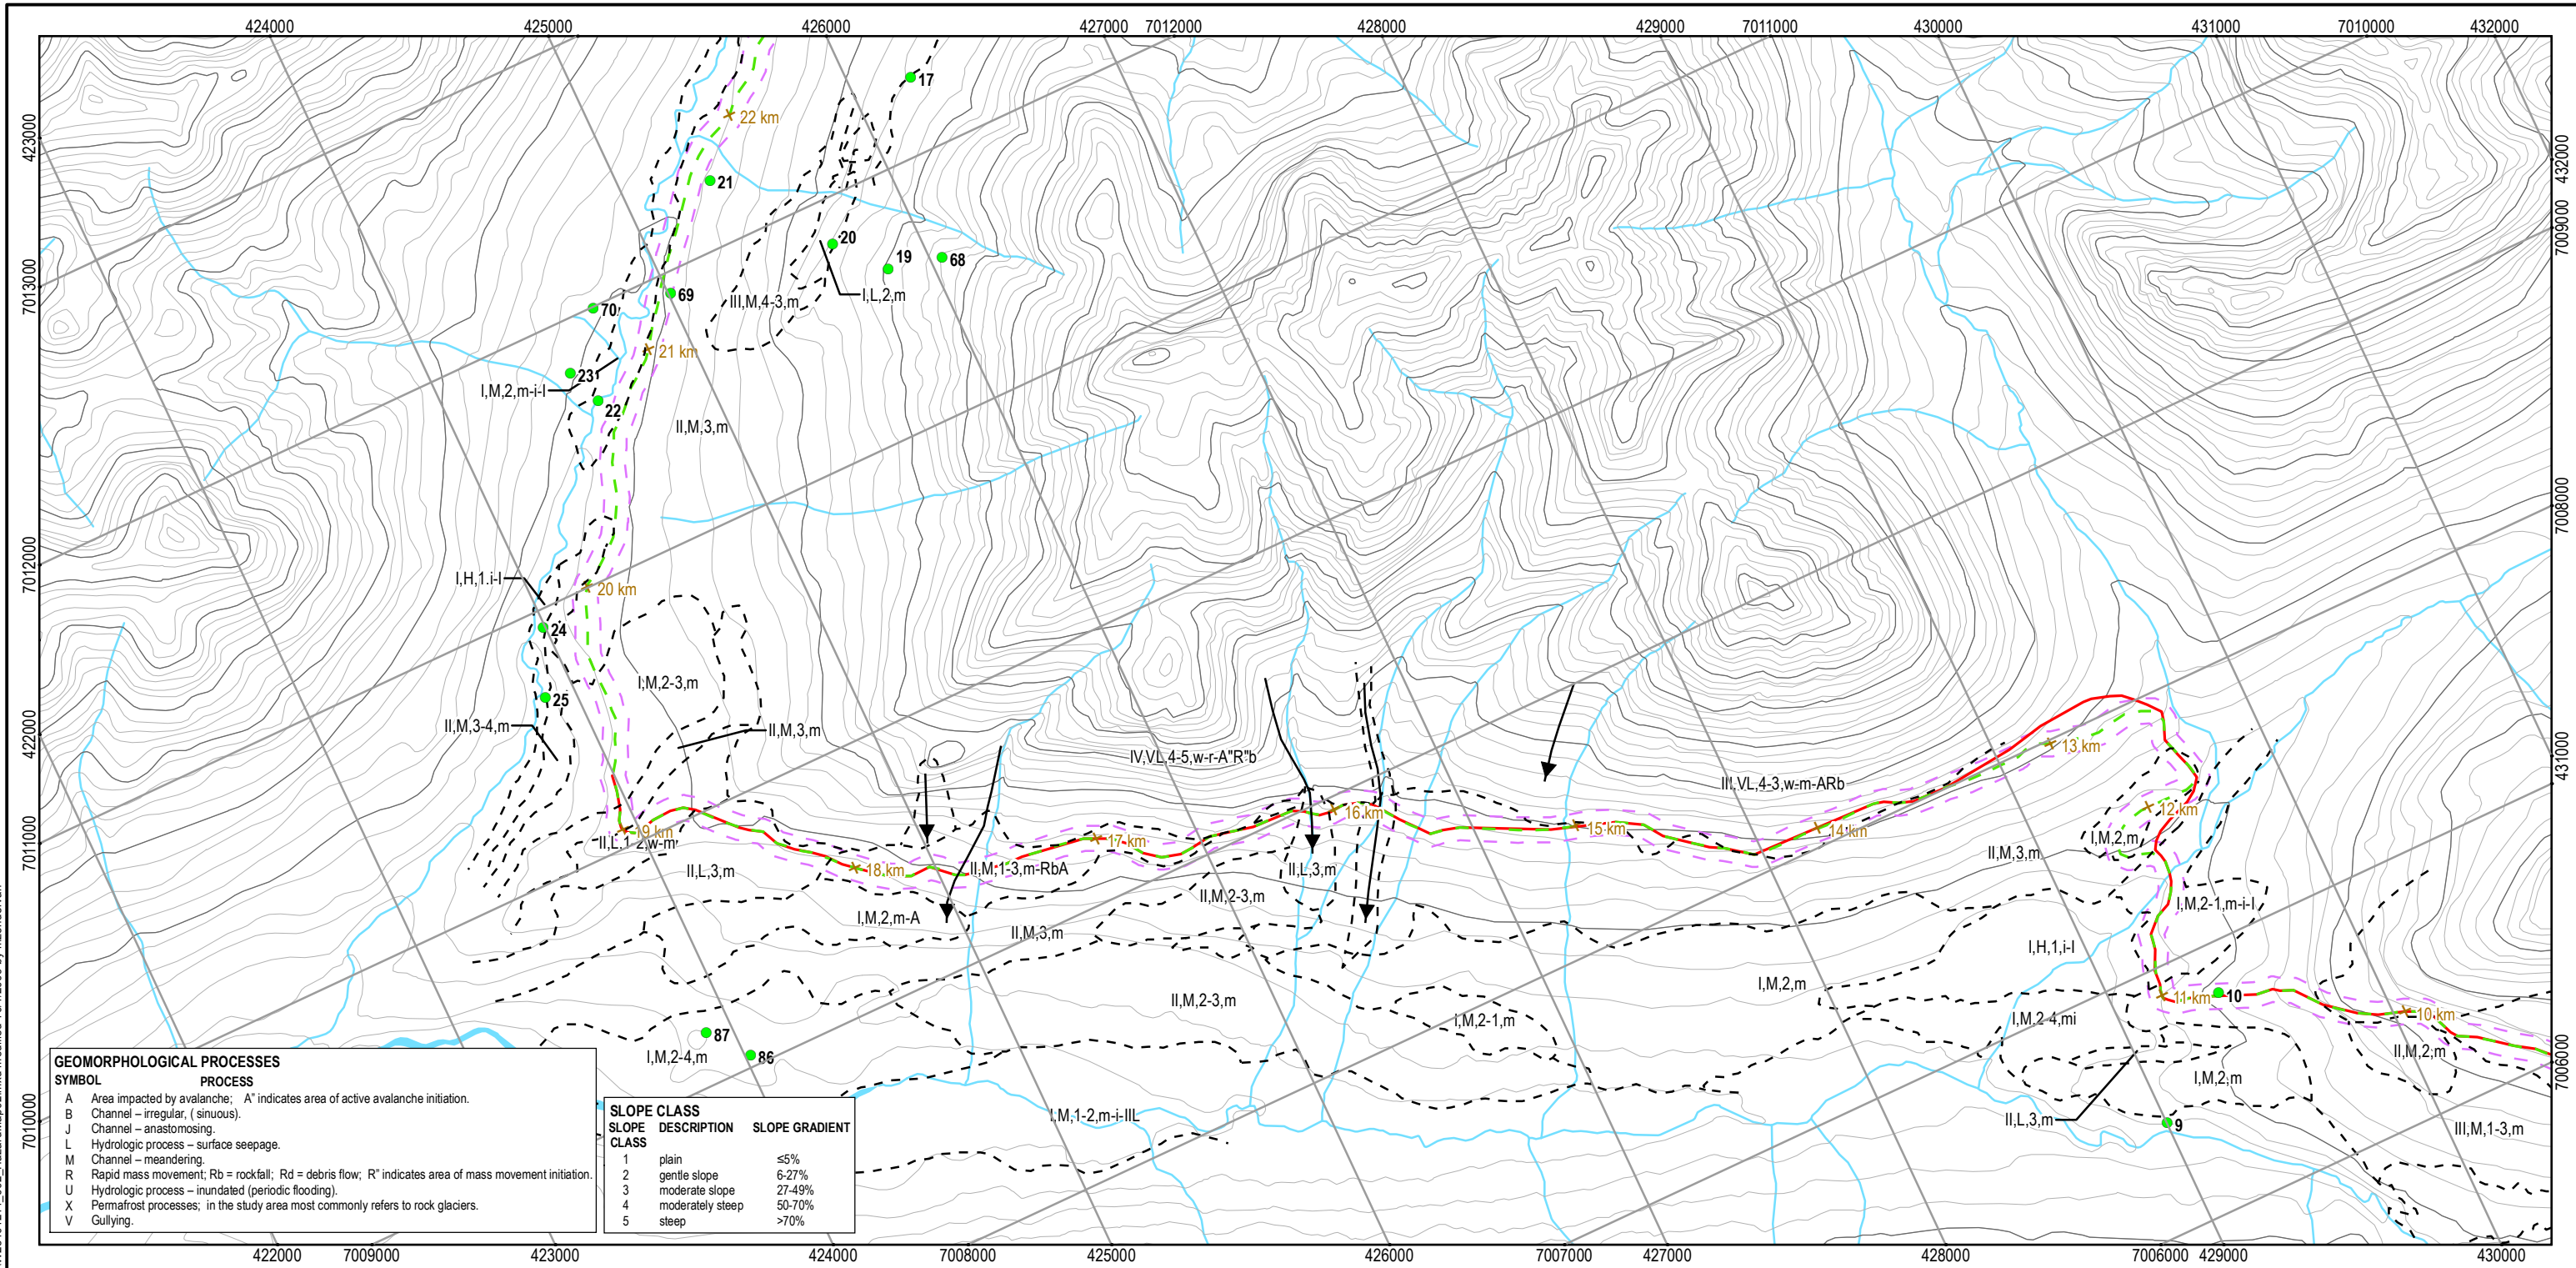 424000 425000 426000 427000 7012000 428000 429000 7011000 430000 431000 7010000 432000
423000
7013000
7012000
422000
7011000
7010000
432000
7009000
7008000
431000
7006000
17
22 km
21
20
19
68
I,L,2,m
III,M,4-3,m
69
70
21 km
23
I,M,2,m-i-I
22
II,M,3,m
I,H,1.i-I
20 km
24
I,M,2-3,m
25
II,M,3-4,m
II,M,3,m
IV,VL,4-5,w-r-A"R"b
III.VL,4-3,w-m-ARb
13 km
12 km
16 km
15 km
14 km
19 km
17 km
II,L,1-2,w-m
I,M,2,m
II,M,3,m
18 km
II,L,3,m
II,M,1-3,m-RbA
II,L,3,m
II,M,2-3,m
I,M,2-1,m-i-I
I,M,2,m-A
II,M,3,m
I,H,1,i-I
I,M,2,m
II,M,2-3,m
11 km
10
10 km
I,M,2-1,m
I,M.2-4,mi
87
86
I,M,2-4,m
II,M,2,m
I,M,2,m
I,M,1-2,m-i-IIL
II,L,3,m
9
III,M,1-3,m
GEOMORPHOLOGICAL PROCESSES
SYMBOL PROCESS
A Area impacted by avalanche; A" indicates area of active avalanche initiation.
B Channel – irregular, ( sinuous).
J Channel – anastomosing.
L Hydrologic process – surface seepage.
M Channel – meandering.
R Rapid mass movement; Rb = rockfall; Rd = debris flow; R" indicates area of mass movement initiation.
U Hydrologic process – inundated (periodic flooding).
X Permafrost processes; in the study area most commonly refers to rock glaciers.
V Gullying.
SLOPE CLASS
SLOPE DESCRIPTION SLOPE GRADIENT
CLASS
1 plain ≤5%
2 gentle slope 6-27%
3 moderate slope 27-49%
4 moderately steep 50-70%
5 steep >70%
422000 7009000 423000 424000 7008000 425000 426000 7007000 427000 428000 7006000 429000 430000